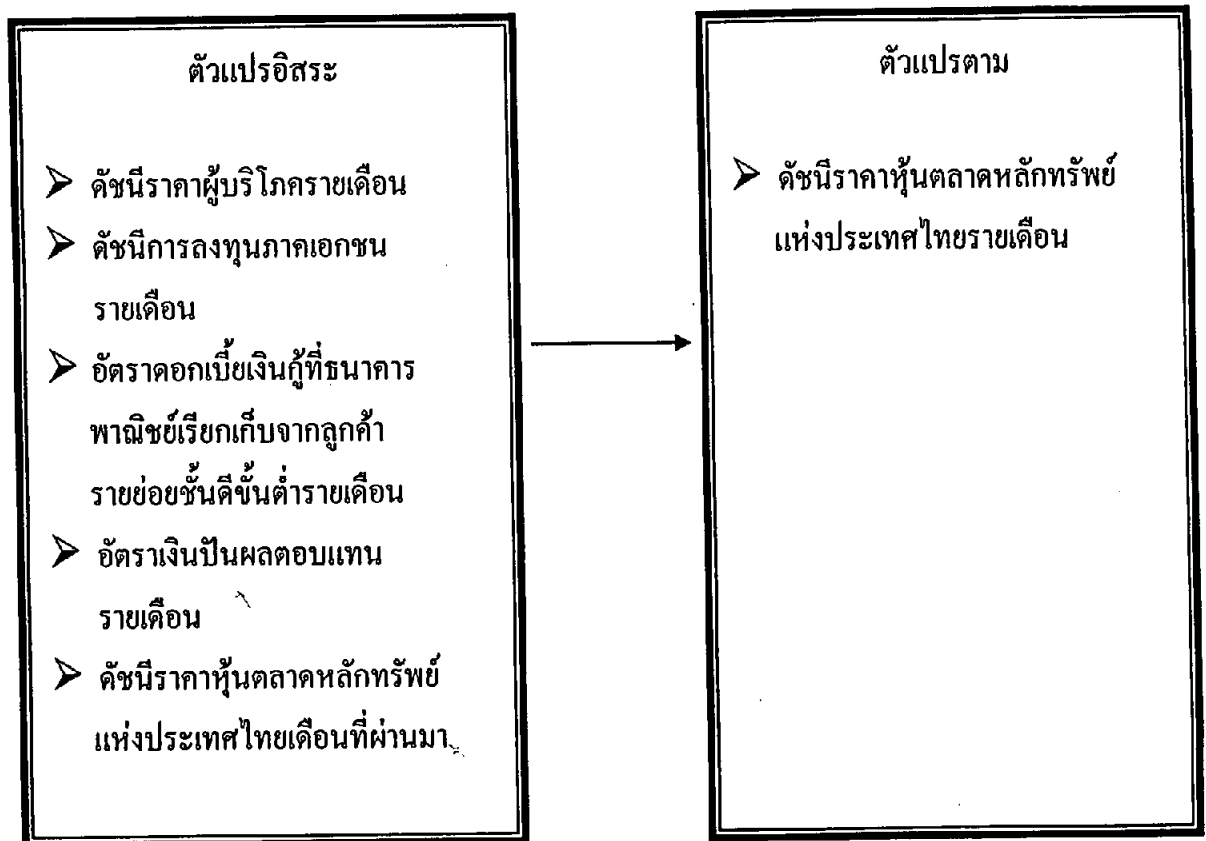 ตัวแปรอิสระ
➢ ดัชนีราคาผู้บริโภครายเดือน
➢ ดัชนีการลงทุนภาคเอกชน
รายเดือน
➢ อัตราดอกเบี้ยเงินกู้ที่ธนาคาร
พาณิชย์เรียกเก็บจากลูกค้า
รายย่อยชั้นดีขั้นต่ำรายเดือน
➢ อัตราเงินปันผลตอบแทน
รายเดือน
➢ ดัชนีราคาหุ้นตลาดหลักทรัพย์
แห่งประเทศไทยเดือนที่ผ่านมา
ตัวแปรตาม
➢ ดัชนีราคาหุ้นตลาดหลักทรัพย์
แห่งประเทศไทยรายเดือน